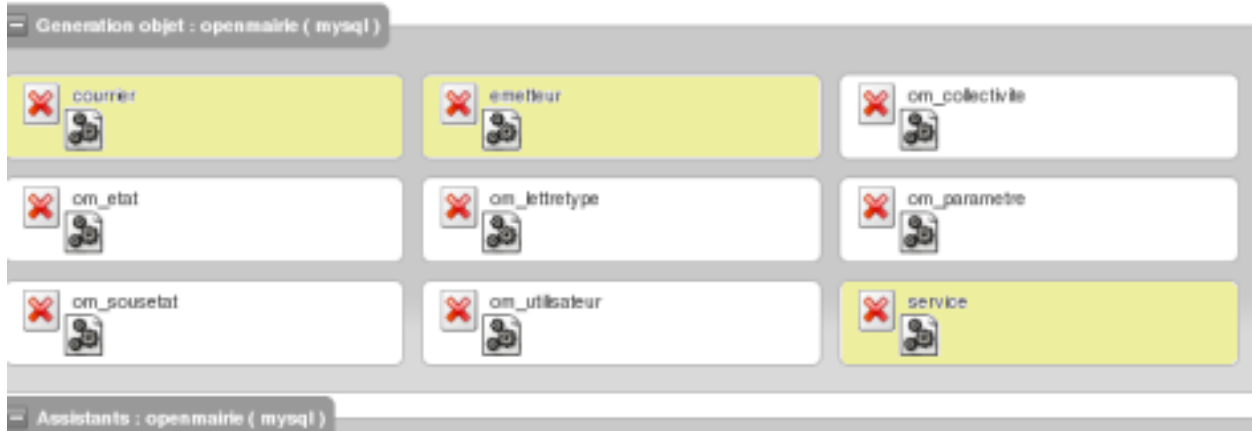 Generation objet : openmairie ( mysql )
courrier
emetteur
om_collectivite
om_etat
om_lettretype
om_parametre
om_sousetat
om_utilisateur
service
Assistants : openmairie ( mysql )